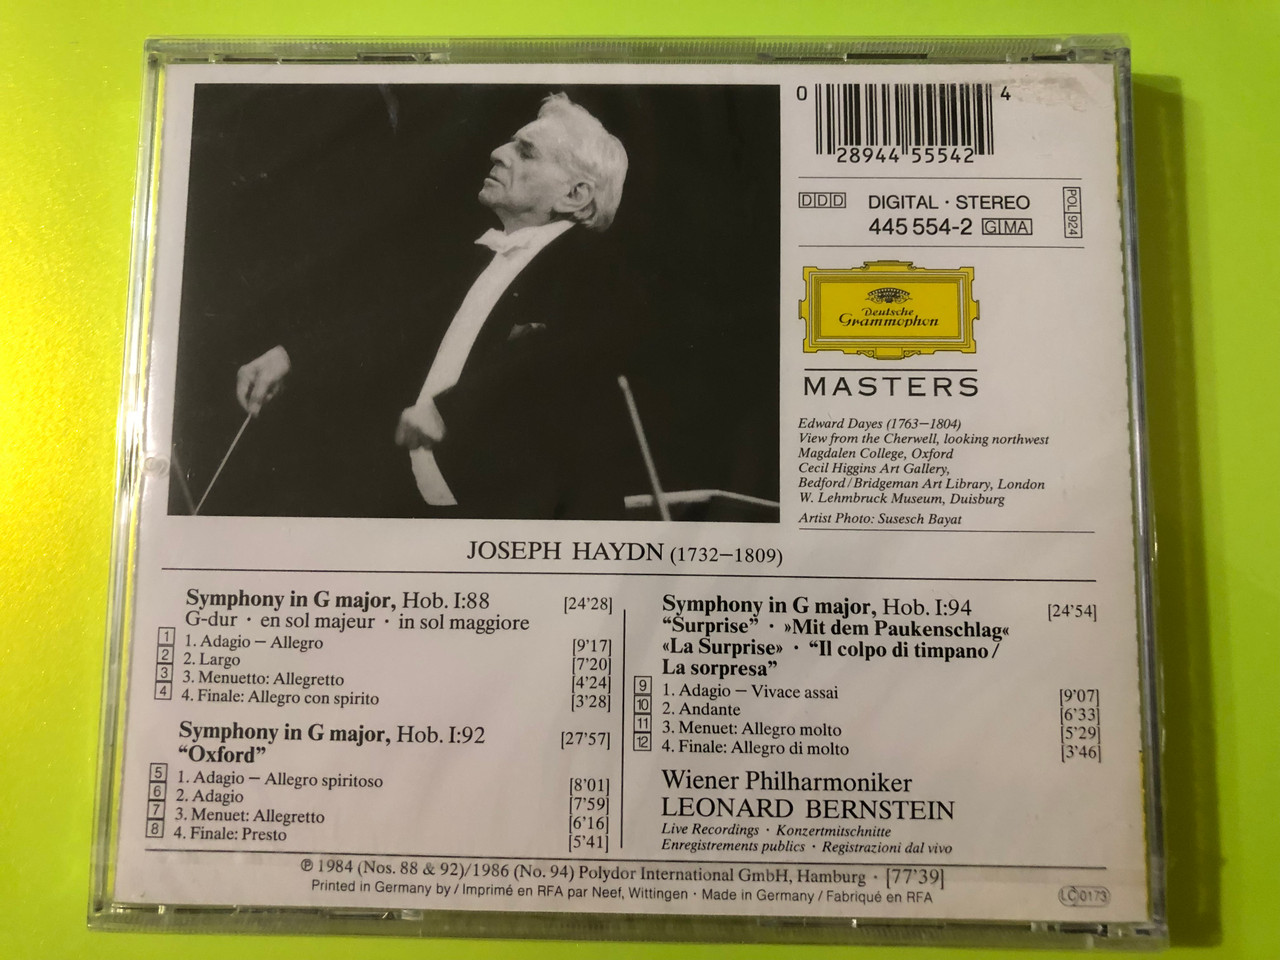 0 28944 55542 4
DDD DIGITAL · STEREO
445 554-2 GEMA
POL 924
Deutsche
Grammophon
MASTERS
Edward Dayes (1763–1804)
View from the Cherwell, looking northwest
Magdalen College, Oxford
Cecil Higgins Art Gallery,
Bedford/Bridgeman Art Library, London
W. Lehmbruck Museum, Duisburg
Artist Photo: Susesch Bayat
JOSEPH HAYDN (1732–1809)
Symphony in G major, Hob. I:88 [24'28]
G-dur · en sol majeur · in sol maggiore
1 1. Adagio – Allegro [9'17]
2 2. Largo [7'20]
3 3. Menuetto: Allegretto [4'24]
4 4. Finale: Allegro con spirito [3'28]
Symphony in G major, Hob. I:92 [27'57]
“Oxford”
5 1. Adagio – Allegro spiritoso [8'01]
6 2. Adagio [7'59]
7 3. Menuet: Allegretto [6'16]
8 4. Finale: Presto [5'41]
Symphony in G major, Hob. I:94 [24'54]
“Surprise” · »Mit dem Paukenschlag«
«La Surprise» · “Il colpo di timpano/
La sorpresa”
9 1. Adagio – Vivace assai [9'07]
10 2. Andante [6'33]
11 3. Menuet: Allegro molto [5'29]
12 4. Finale: Allegro di molto [3'46]
Wiener Philharmoniker
LEONARD BERNSTEIN
Live Recordings · Konzertmitschnitte
Enregistrements publics · Registrazioni dal vivo
℗ 1984 (Nos. 88 & 92)/1986 (No. 94) Polydor International GmbH, Hamburg · [77'39]
Printed in Germany by / Imprimé en RFA par Neef, Wittingen · Made in Germany / Fabriqué en RFA
LC 0173